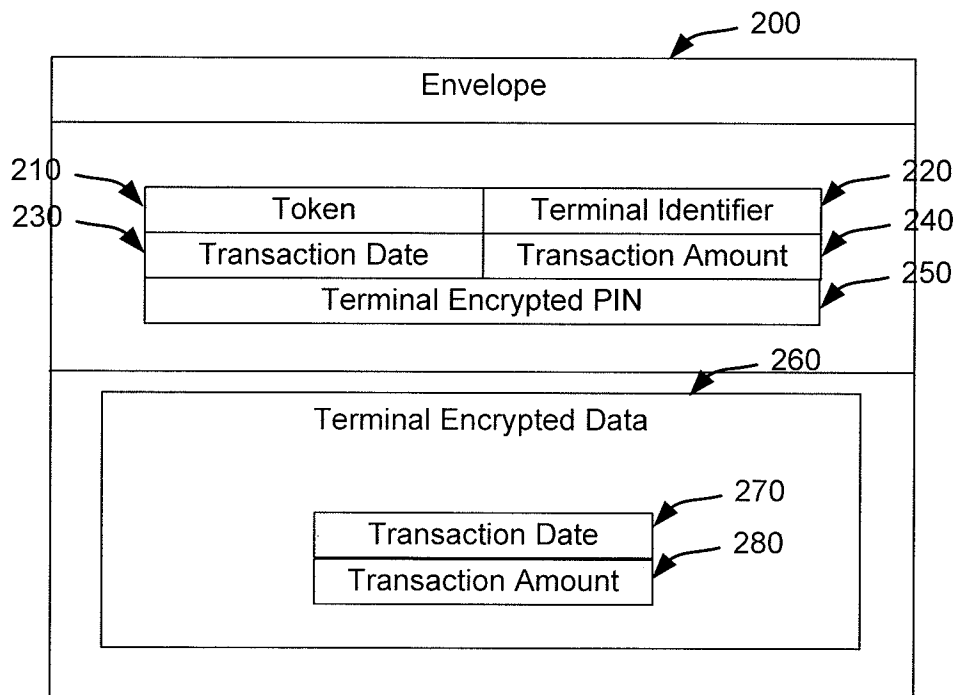 200
Envelope
210
220
Token
Terminal Identifier
230
240
Transaction Date
Transaction Amount
250
Terminal Encrypted PIN
260
Terminal Encrypted Data
270
Transaction Date
280
Transaction Amount